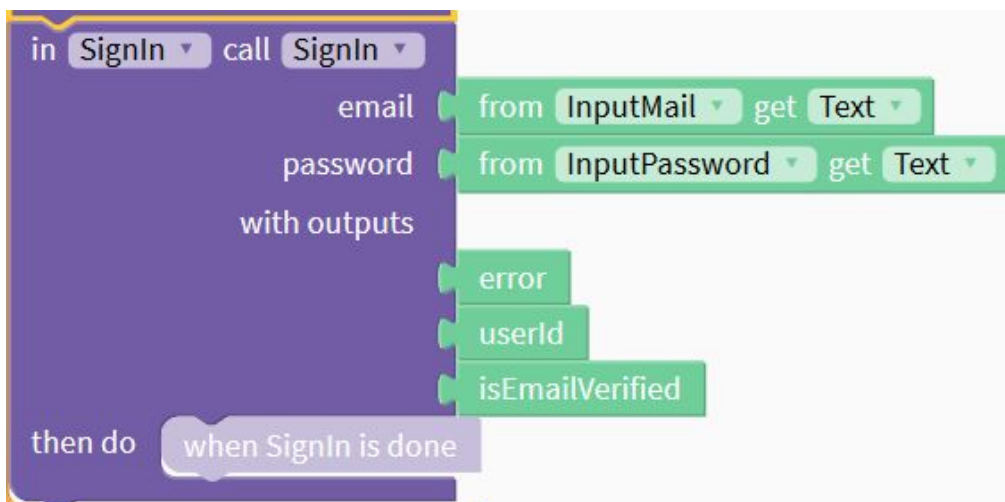 in SignIn call SignIn
email from InputMail get Text
password from InputPassword get Text
with outputs
error
userId
isEmailVerified
then do when SignIn is done